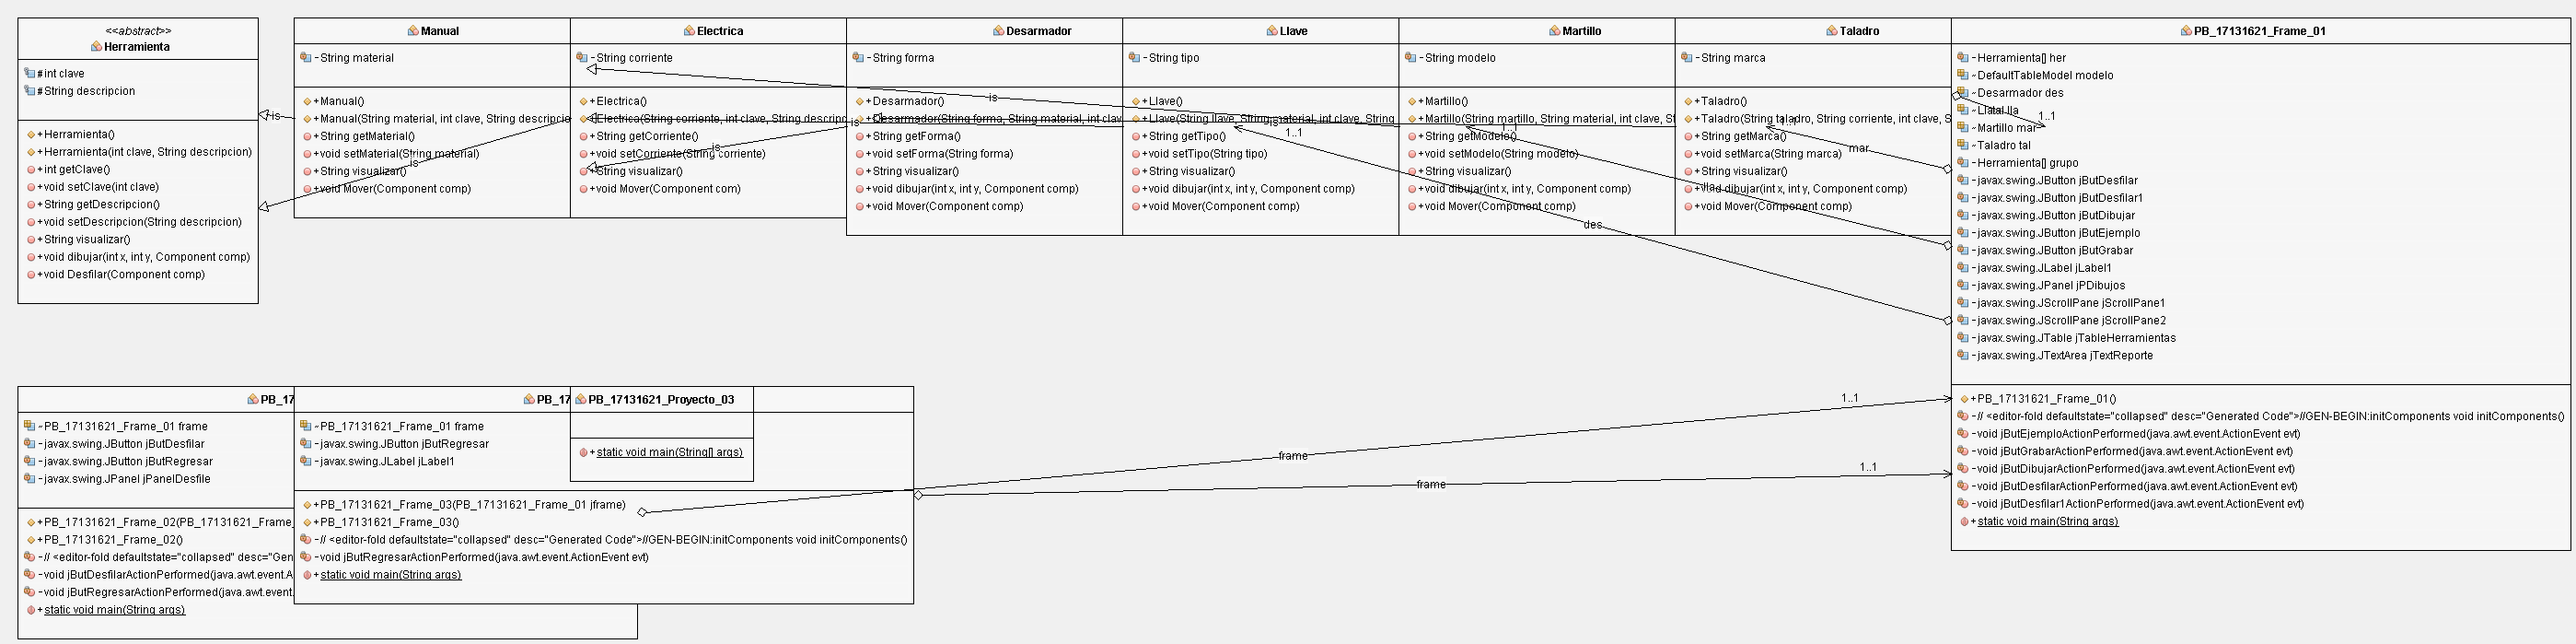 <<abstract>>
Herramienta
#int clave
#String descripcion
+Herramienta()
+Herramienta(int clave, String descripcion)
+int getClave()
+void setClave(int clave)
+String getDescripcion()
+void setDescripcion(String descripcion)
+String visualizar()
+void dibujar(int x, int y, Component comp)
+void Desfilar(Component comp)
is
is
Manual
-String material
+Manual()
+Manual(String material, int clave, String descripcio
+String getMaterial()
+void setMaterial(String material)
+String visualizar()
+void Mover(Component comp)
Electrica
-String corriente
+Electrica()
+Electrica(String corriente, int clave, String descripc
+String getCorriente()
+void setCorriente(String corriente)
+String visualizar()
+void Mover(Component com)
is
is
is
is
Desarmador
-String forma
+Desarmador()
+Desarmador(String forma, String material, int clav
+String getForma()
+void setForma(String forma)
+String visualizar()
+void dibujar(int x, int y, Component comp)
+void Mover(Component comp)
Llave
-String tipo
+Llave()
+Llave(String llave, String material, int clave, String
+String getTipo()
+void setTipo(String tipo)
+String visualizar()
+void dibujar(int x, int y, Component comp)
+void Mover(Component comp)
1..1
Martillo
-String modelo
+Martillo()
+Martillo(String martillo, String material, int clave, St
+String getModelo()
+void setModelo(String modelo)
+String visualizar()
+void dibujar(int x, int y, Component comp)
+void Mover(Component comp)
1..1
des
Taladro
-String marca
+Taladro()
+Taladro(String taladro, String corriente, int clave, S
+String getMarca()
+void setMarca(String marca)
+String visualizar()
+void dibujar(int x, int y, Component comp)
+void Mover(Component comp)
1..1
mar
lla
PB_17131621_Frame_01
-Herramienta[] her
~DefaultTableModel modelo
~Desarmador des
lla
~Martillo mar
1..1
~Taladro tal
-Herramienta[] grupo
-javax.swing.JButton jButDesfilar
-javax.swing.JButton jButDesfilar1
-javax.swing.JButton jButDibujar
-javax.swing.JButton jButEjemplo
-javax.swing.JButton jButGrabar
-javax.swing.JLabel jLabel1
-javax.swing.JPanel jPDibujos
-javax.swing.JScrollPane jScrollPane1
-javax.swing.JScrollPane jScrollPane2
-javax.swing.JTable jTableHerramientas
-javax.swing.JTextArea jTextReporte
+PB_17131621_Frame_01()
-// <editor-fold defaultstate="collapsed" desc="Generated Code">//GEN-BEGIN:initComponents void initComponents()
-void jButEjemploActionPerformed(java.awt.event.ActionEvent evt)
-void jButGrabarActionPerformed(java.awt.event.ActionEvent evt)
-void jButDibujarActionPerformed(java.awt.event.ActionEvent evt)
-void jButDesfilarActionPerformed(java.awt.event.ActionEvent evt)
-void jButDesfilar1ActionPerformed(java.awt.event.ActionEvent evt)
+static void main(String args)
PB_17
~PB_17131621_Frame_01 frame
-javax.swing.JButton jButDesfilar
-javax.swing.JButton jButRegresar
-javax.swing.JPanel jPanelDesfile
+PB_17131621_Frame_02(PB_17131621_Frame_
+PB_17131621_Frame_02()
-// <editor-fold defaultstate="collapsed" desc="Gen
-void jButDesfilarActionPerformed(java.awt.event.A
-void jButRegresarActionPerformed(java.awt.event.
+static void main(String args)
PB_17
~PB_17131621_Frame_01 frame
-javax.swing.JButton jButRegresar
-javax.swing.JLabel jLabel1
+PB_17131621_Frame_03(PB_17131621_Frame_01 jframe)
+PB_17131621_Frame_03()
-// <editor-fold defaultstate="collapsed" desc="Generated Code">//GEN-BEGIN:initComponents void initComponents()
-void jButRegresarActionPerformed(java.awt.event.ActionEvent evt)
+static void main(String args)
PB_17131621_Proyecto_03
+static void main(String[] args)
frame
1..1
frame
1..1